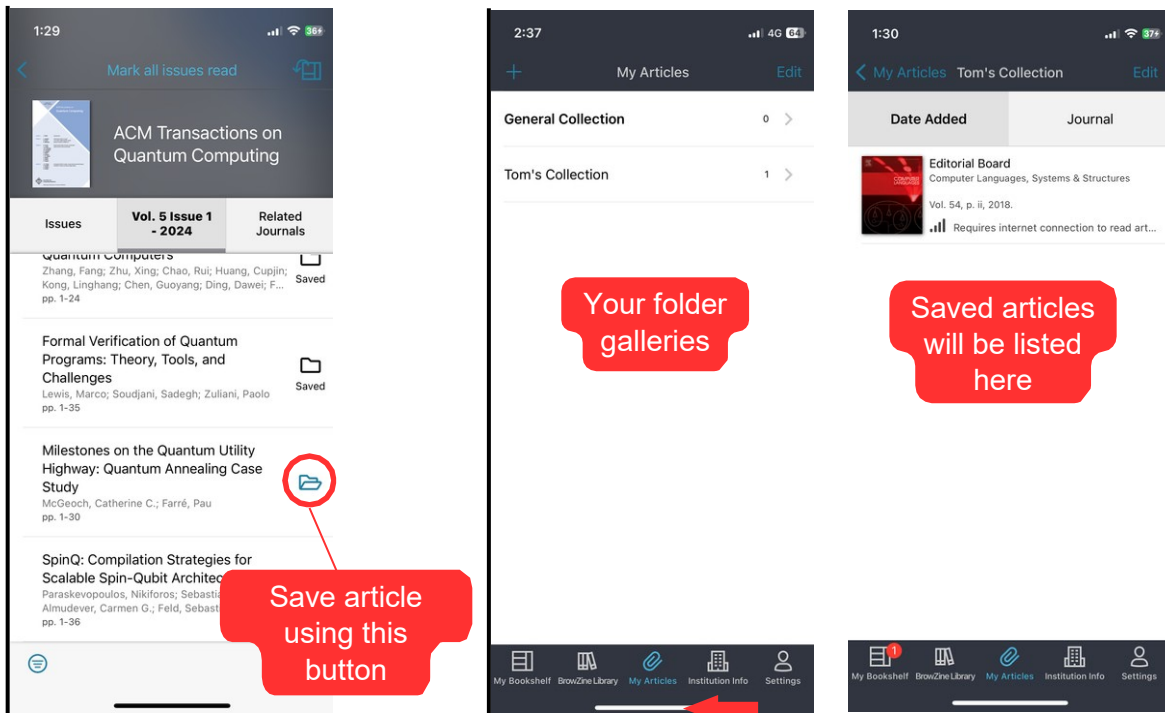 1:29
36
Mark all issues read
ACM Transactions on
Quantum Computing
Issues
Vol. 5 Issue 1
- 2024
Related
Journals
Quantum Computers
Zhang, Fang; Zhu, Xing; Chao, Rui; Huang, Cupjin;
Kong, Linghang; Chen, Guoyang; Ding, Dawei; F...
pp. 1-24
Saved
Formal Verification of Quantum
Programs: Theory, Tools, and
Challenges
Lewis, Marco; Soudjani, Sadegh; Zuliani, Paolo
pp. 1-35
Saved
Milestones on the Quantum Utility
Highway: Quantum Annealing Case
Study
McGeoch, Catherine C.; Farré, Pau
pp. 1-30
SpinQ: Compilation Strategies for
Scalable Spin-Qubit Architec
Paraskevopoulos, Nikiforos; Sebastia
Almudever, Carmen G.; Feld, Sebast
pp. 1-36
Save article
using this
button
2:37
4G 64
+ My Articles Edit
General Collection 0
Tom's Collection 1
Your folder
galleries
My Bookshelf BrowZine Library My Articles Institution Info Settings
1:30
37
My Articles Tom's Collection Edit
Date Added Journal
COMPUTER
LANGUAGES
Editorial Board
Computer Languages, Systems & Structures
Vol. 54, p. ii, 2018.
Requires internet connection to read art...
Saved articles
will be listed
here
1
My Bookshelf BrowZine Library My Articles Institution Info Settings